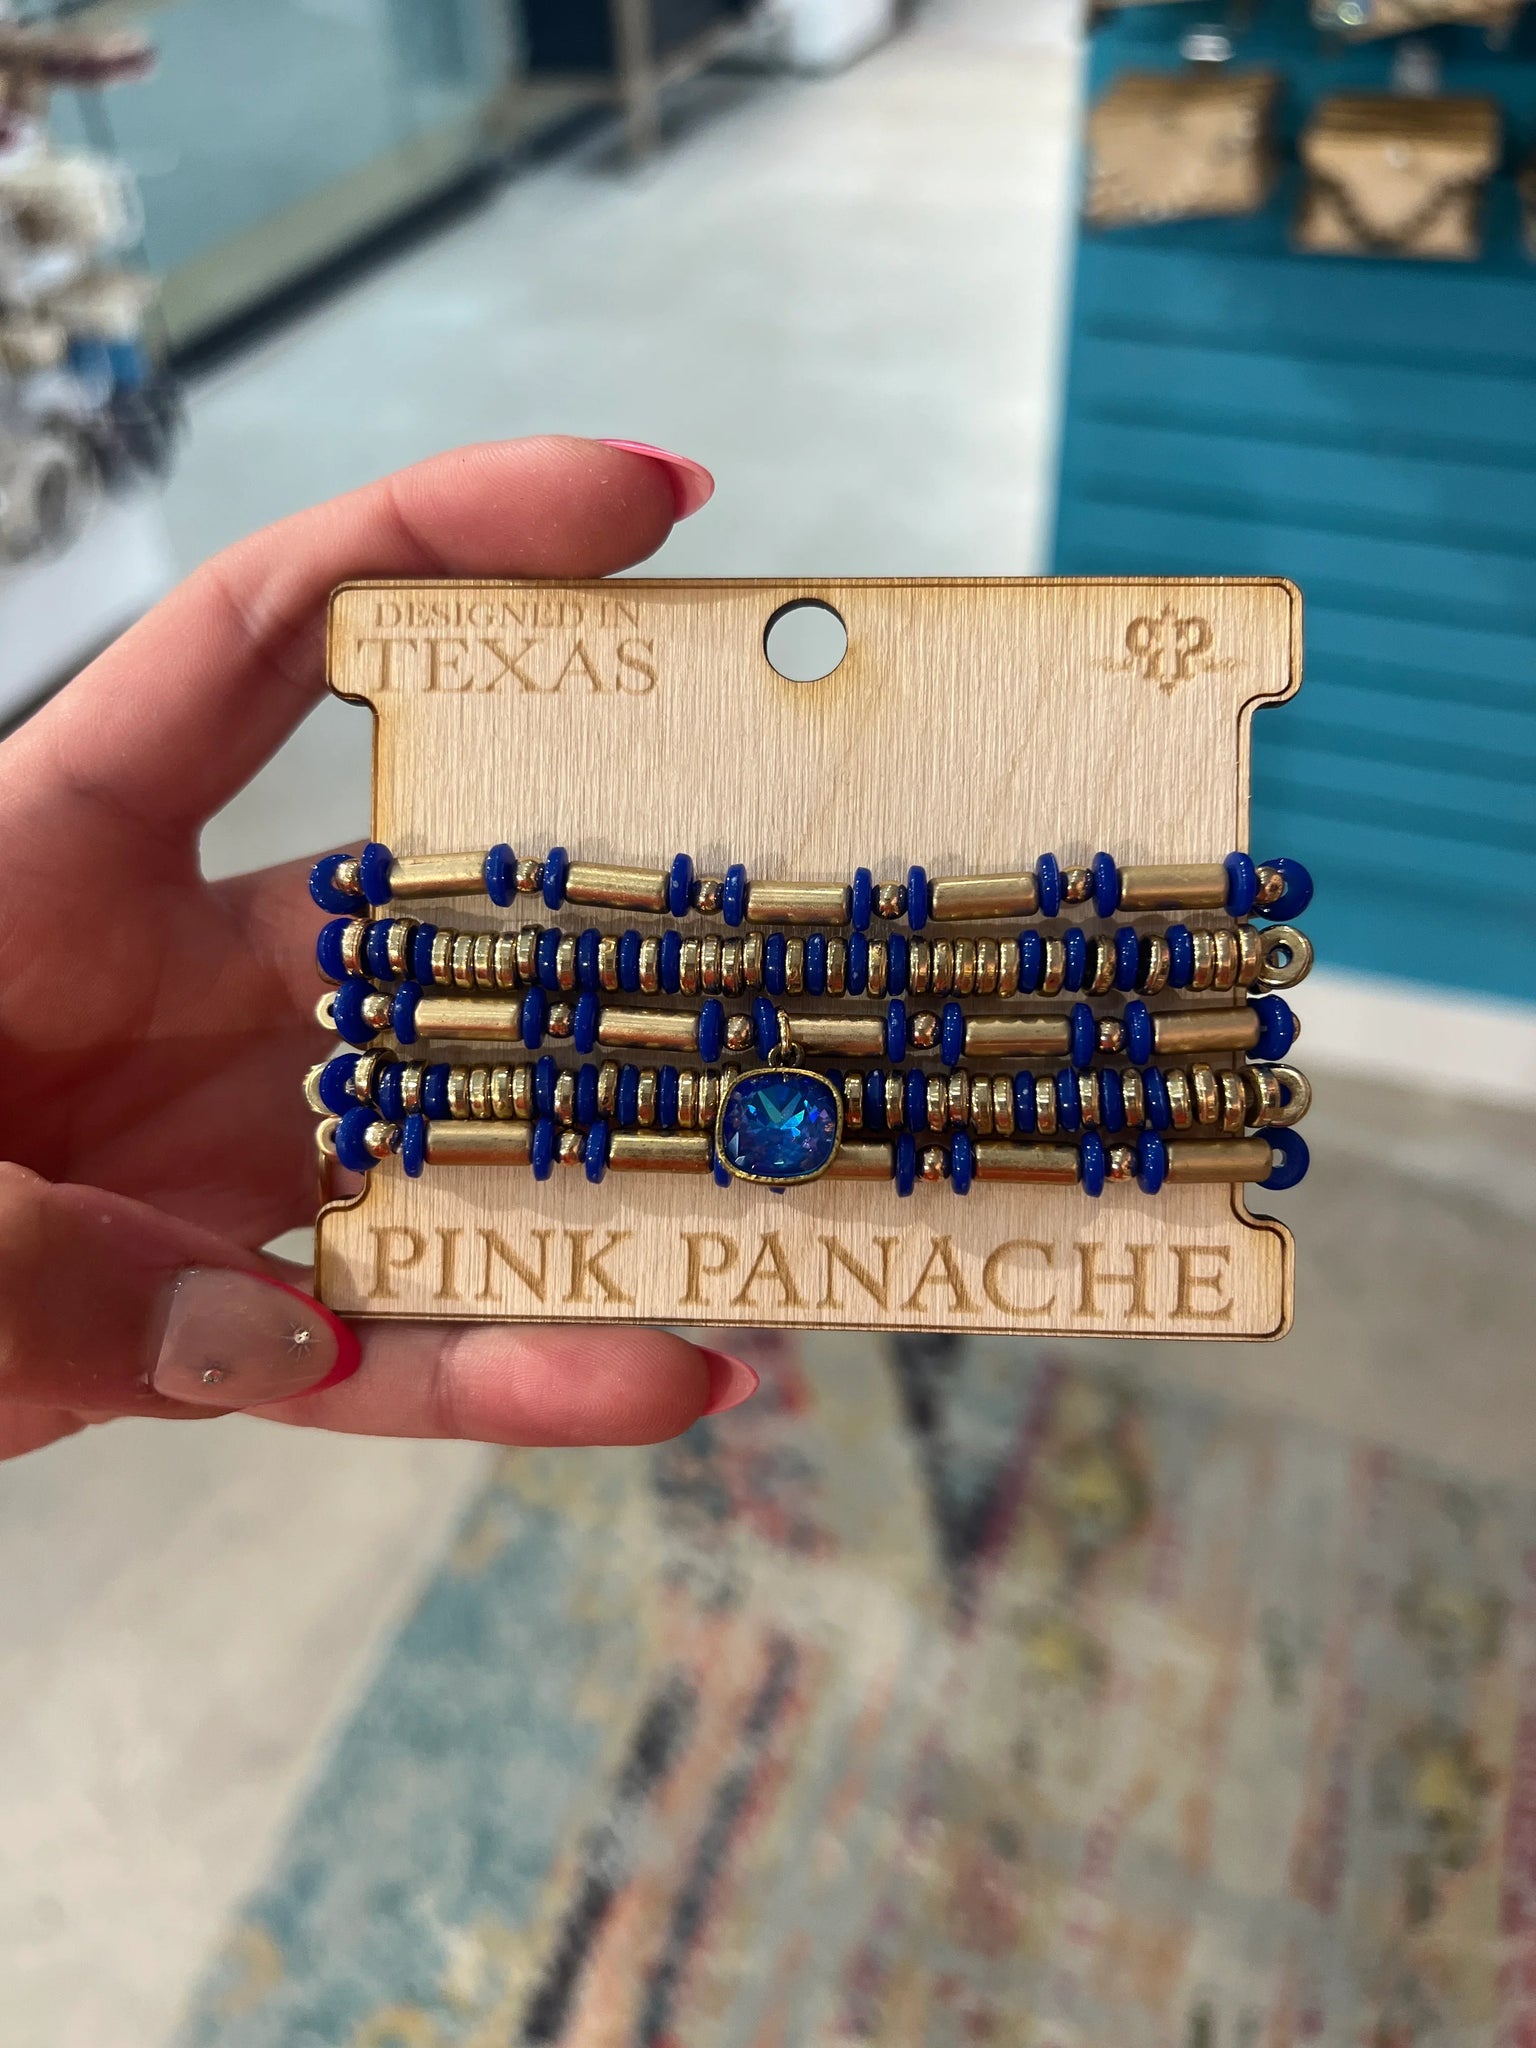 DESIGNED IN
TEXAS
PINK PANACHE